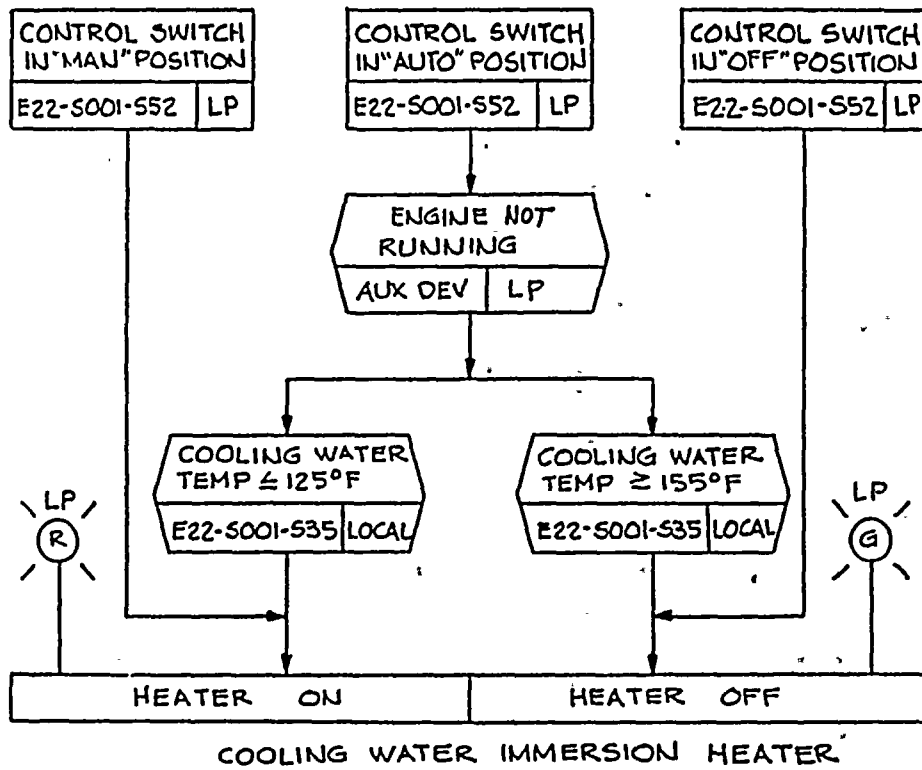 CONTROL SWITCH
IN "MAN" POSITION
E22-S001-S52 LP
CONTROL SWITCH
IN "AUTO" POSITION
E22-S001-S52 LP
CONTROL SWITCH
IN "OFF" POSITION
E22-S001-S52 LP
ENGINE NOT
RUNNING
AUX DEV LP
COOLING WATER
TEMP ≤ 125°F
E22-S001-S35 LOCAL
COOLING WATER
TEMP ≥ 155°F
E22-S001-S35 LOCAL
LP
R
LP
G
HEATER ON
HEATER OFF
COOLING WATER IMMERSION HEATER